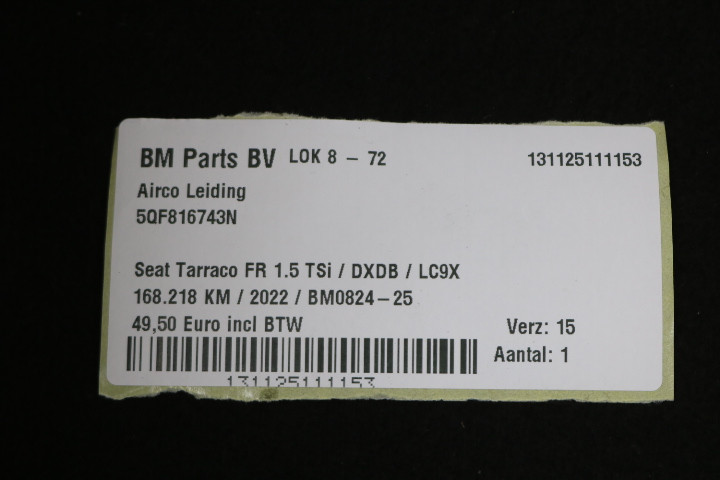 BM Parts BV LOK 8 - 72 131125111153
Airco Leiding
5QF816743N
Seat Tarraco FR 1.5 TSi / DXDB / LC9X
168.218 KM / 2022 / BM0824-25
49,50 Euro incl BTW Verz: 15
Aantal: 1
131125111153